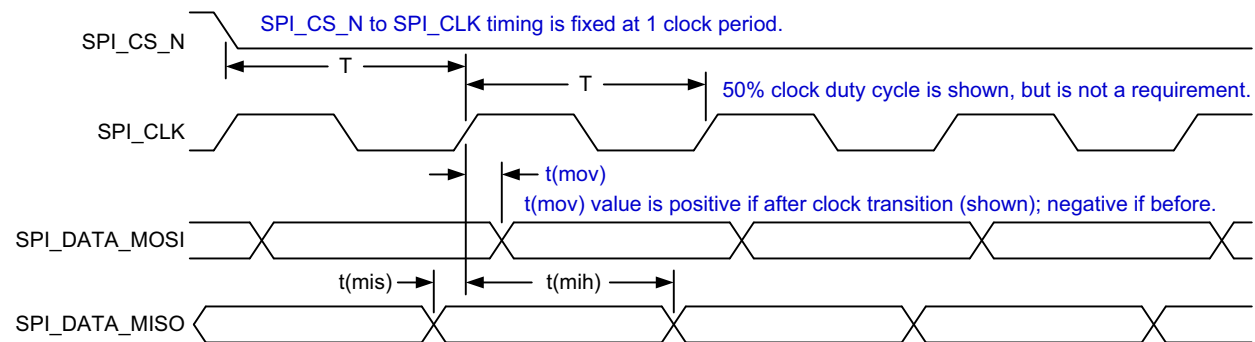 SPI_CS_N to SPI_CLK timing is fixed at 1 clock period.
SPI_CS_N
T
T
50% clock duty cycle is shown, but is not a requirement.
SPI_CLK
t(mov)
t(mov) value is positive if after clock transition (shown); negative if before.
SPI_DATA_MOSI
t(mis)
t(mih)
SPI_DATA_MISO